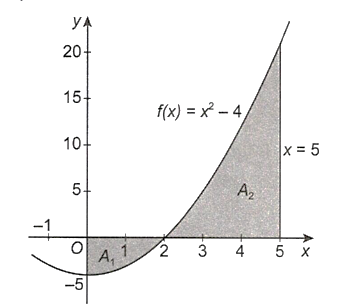 y
20
15
f(x) = x² – 4
10
x = 5
5
A₂
–1
O
A₁
1
2
3
4
5
x
–5